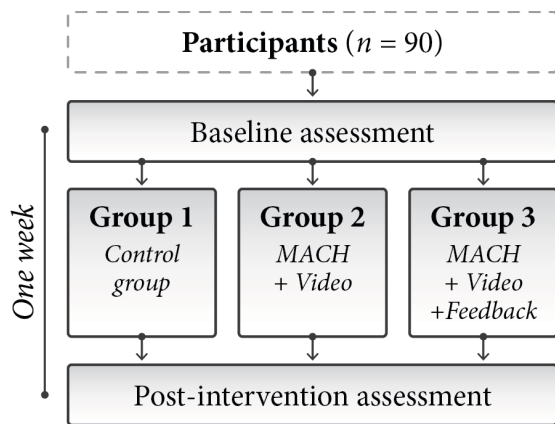 Participants (n = 90)
Baseline assessment
One week
Group 1
Control
group
Group 2
MACH
+ Video
Group 3
MACH
+ Video
+Feedback
Post-intervention assessment